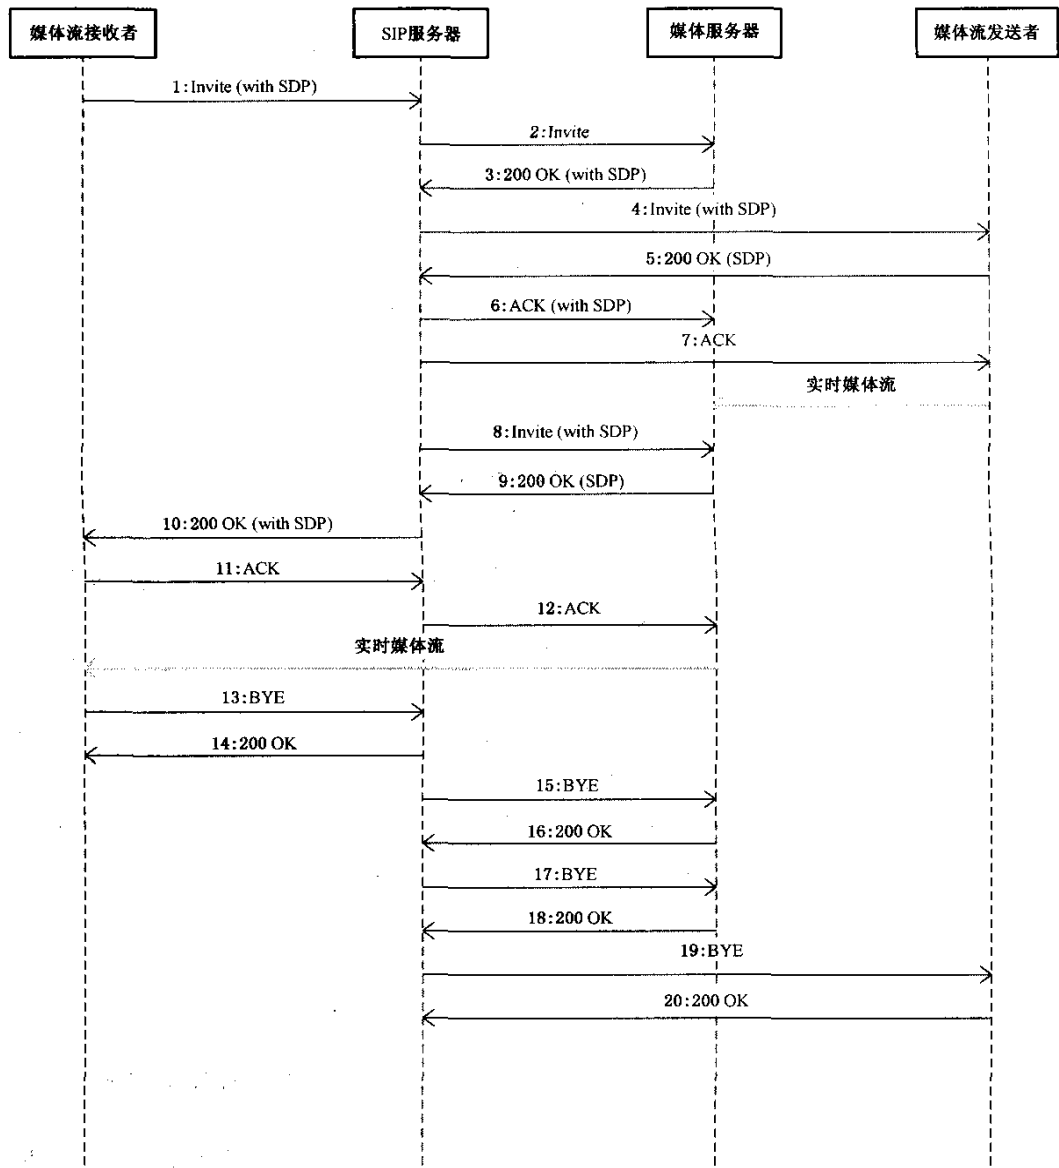 媒体流接收者
SIP服务器
媒体服务器
媒体流发送者
1:Invite (with SDP)
2:Invite
3:200 OK (with SDP)
4:Invite (with SDP)
5:200 OK (SDP)
6:ACK (with SDP)
7:ACK
实时媒体流
8:Invite (with SDP)
9:200 OK (SDP)
10:200 OK (with SDP)
11:ACK
12:ACK
实时媒体流
13:BYE
14:200 OK
15:BYE
16:200 OK
17:BYE
18:200 OK
19:BYE
20:200 OK